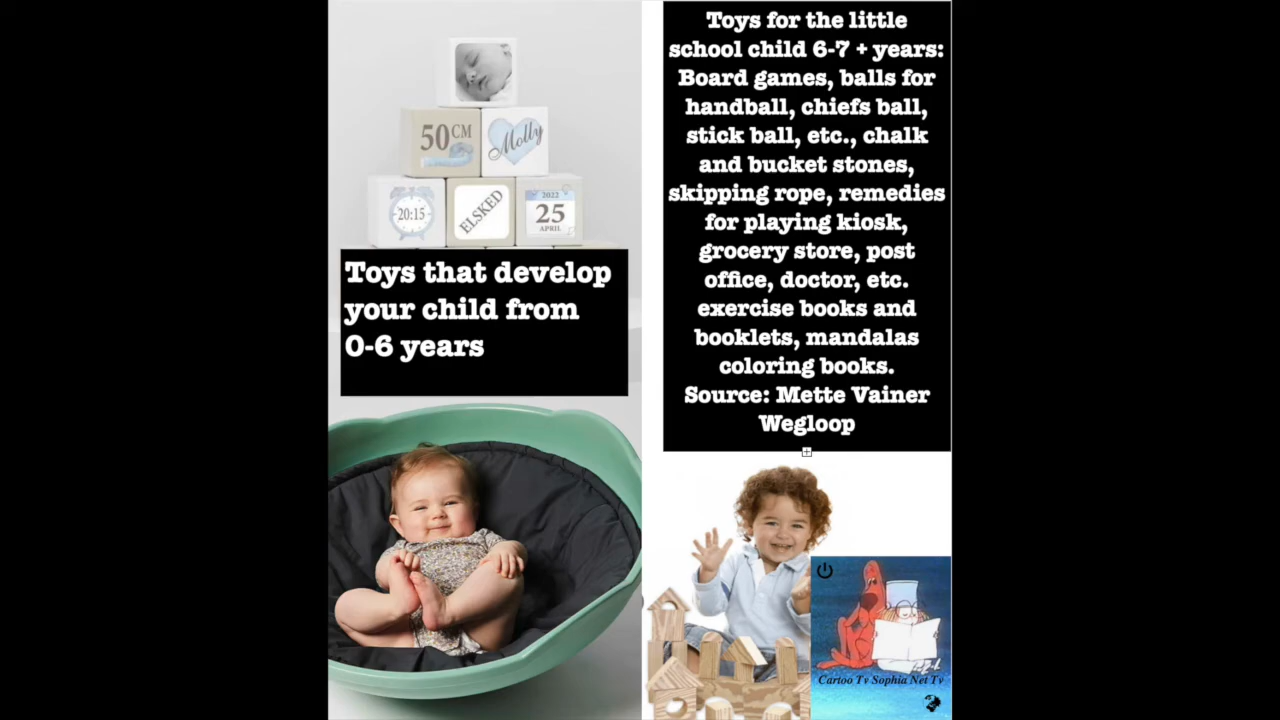 50CM
Molly
20:15
ELSKED
2022
25
APRIL
Toys that develop
your child from
0-6 years
Toys for the little
school child 6-7 + years:
Board games, balls for
handball, chiefs ball,
stick ball, etc., chalk
and bucket stones,
skipping rope, remedies
for playing kiosk,
grocery store, post
office, doctor, etc.
exercise books and
booklets, mandalas
coloring books.
Source: Mette Vainer
Wegloop
Cartoo Tv Sophia Net Tv